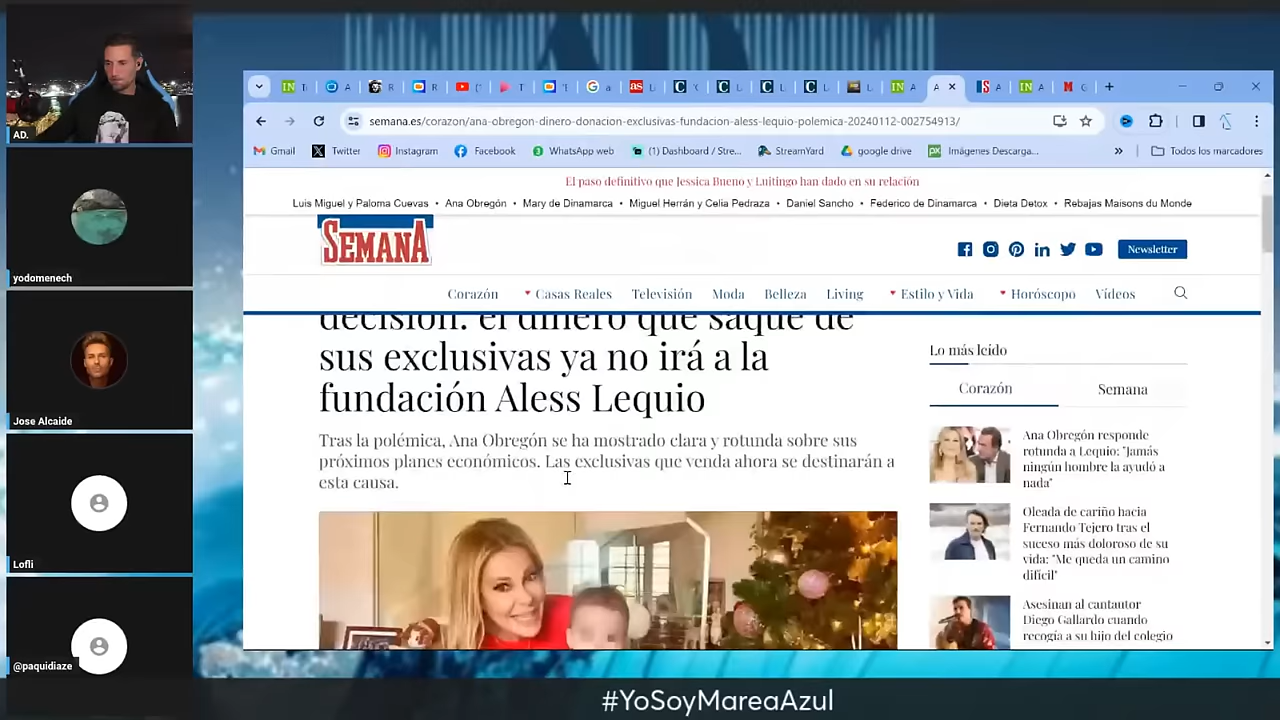 AD.
yodomenech
Jose Alcaide
Lofli
@paquidiaze
semana.es/corazon/ana-obregon-dinero-donacion-exclusivas-fundacion-aless-lequio-polemica-20240112-002754913/
Gmail
Twitter
Instagram
Facebook
WhatsApp web
(1) Dashboard / Stre...
StreamYard
google drive
Imágenes Descarga...
»
Todos los marcadores
El paso definitivo que Jessica Bueno y Luitingo han dado en su relación
Luis Miguel y Paloma Cuevas • Ana Obregón • Mary de Dinamarca • Miguel Herrán y Celia Pedraza • Daniel Sancho • Federico de Dinamarca • Dieta Detox • Rebajas Maisons du Monde
SEMANA
Newsletter
Corazón
Casas Reales
Televisión
Moda
Belleza
Living
Estilo y Vida
Horóscopo
Vídeos
decisión: el dinero que saque de
sus exclusivas ya no irá a la
fundación Aless Lequio
Tras la polémica, Ana Obregón se ha mostrado clara y rotunda sobre sus
próximos planes económicos. Las exclusivas que venda ahora se destinarán a
esta causa.
Lo más leído
Corazón
Semana
Ana Obregón responde
rotunda a Lequio: "Jamás
ningún hombre la ayudó a
nada"
Oleada de cariño hacia
Fernando Tejero tras el
suceso más doloroso de su
vida: "Me queda un camino
difícil"
Asesinan al cantautor
Diego Gallardo cuando
recogía a su hijo del colegio
#YoSoyMareaAzul